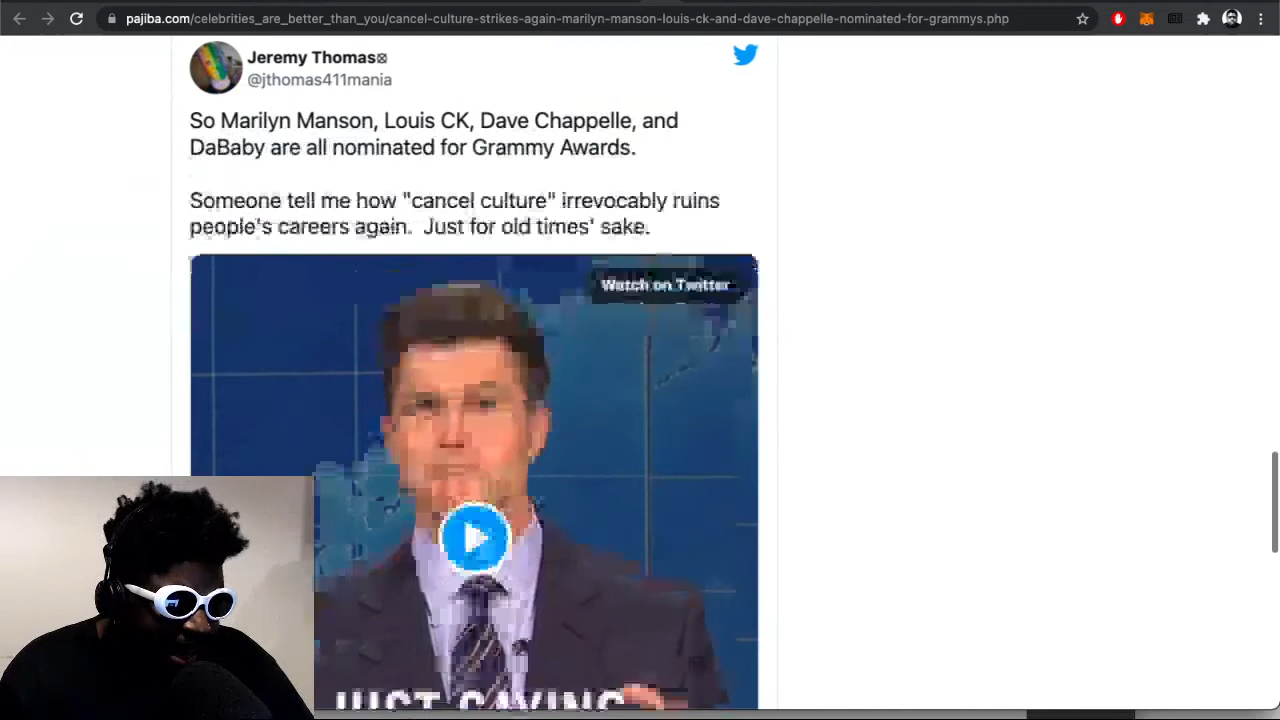 pajiba.com/celebrities_are_better_than_you/cancel-culture-strikes-again-marilyn-manson-louis-ck-and-dave-chappelle-nominated-for-grammys.php
Jeremy Thomas
@jthomas411mania
So Marilyn Manson, Louis CK, Dave Chappelle, and
DaBaby are all nominated for Grammy Awards.
Someone tell me how "cancel culture" irrevocably ruins
people's careers again.  Just for old times' sake.
Watch on Twitter
JUST SAYING